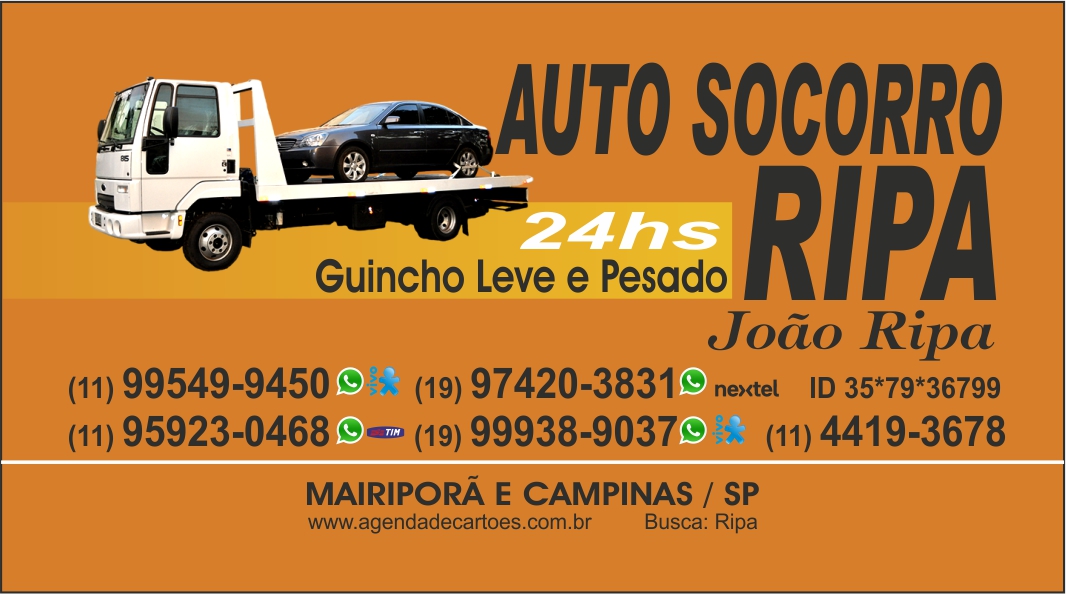 AUTO SOCORRO
RIPA
24hs
Guincho Leve e Pesado
João Ripa
(11) 99549-9450 vivo (19) 97420-3831 nextel ID 35*79*36799
(11) 95923-0468 TIM (19) 99938-9037 vivo (11) 4419-3678
MAIRIPORÃ E CAMPINAS / SP
www.agendadecartoes.com.br Busca: Ripa